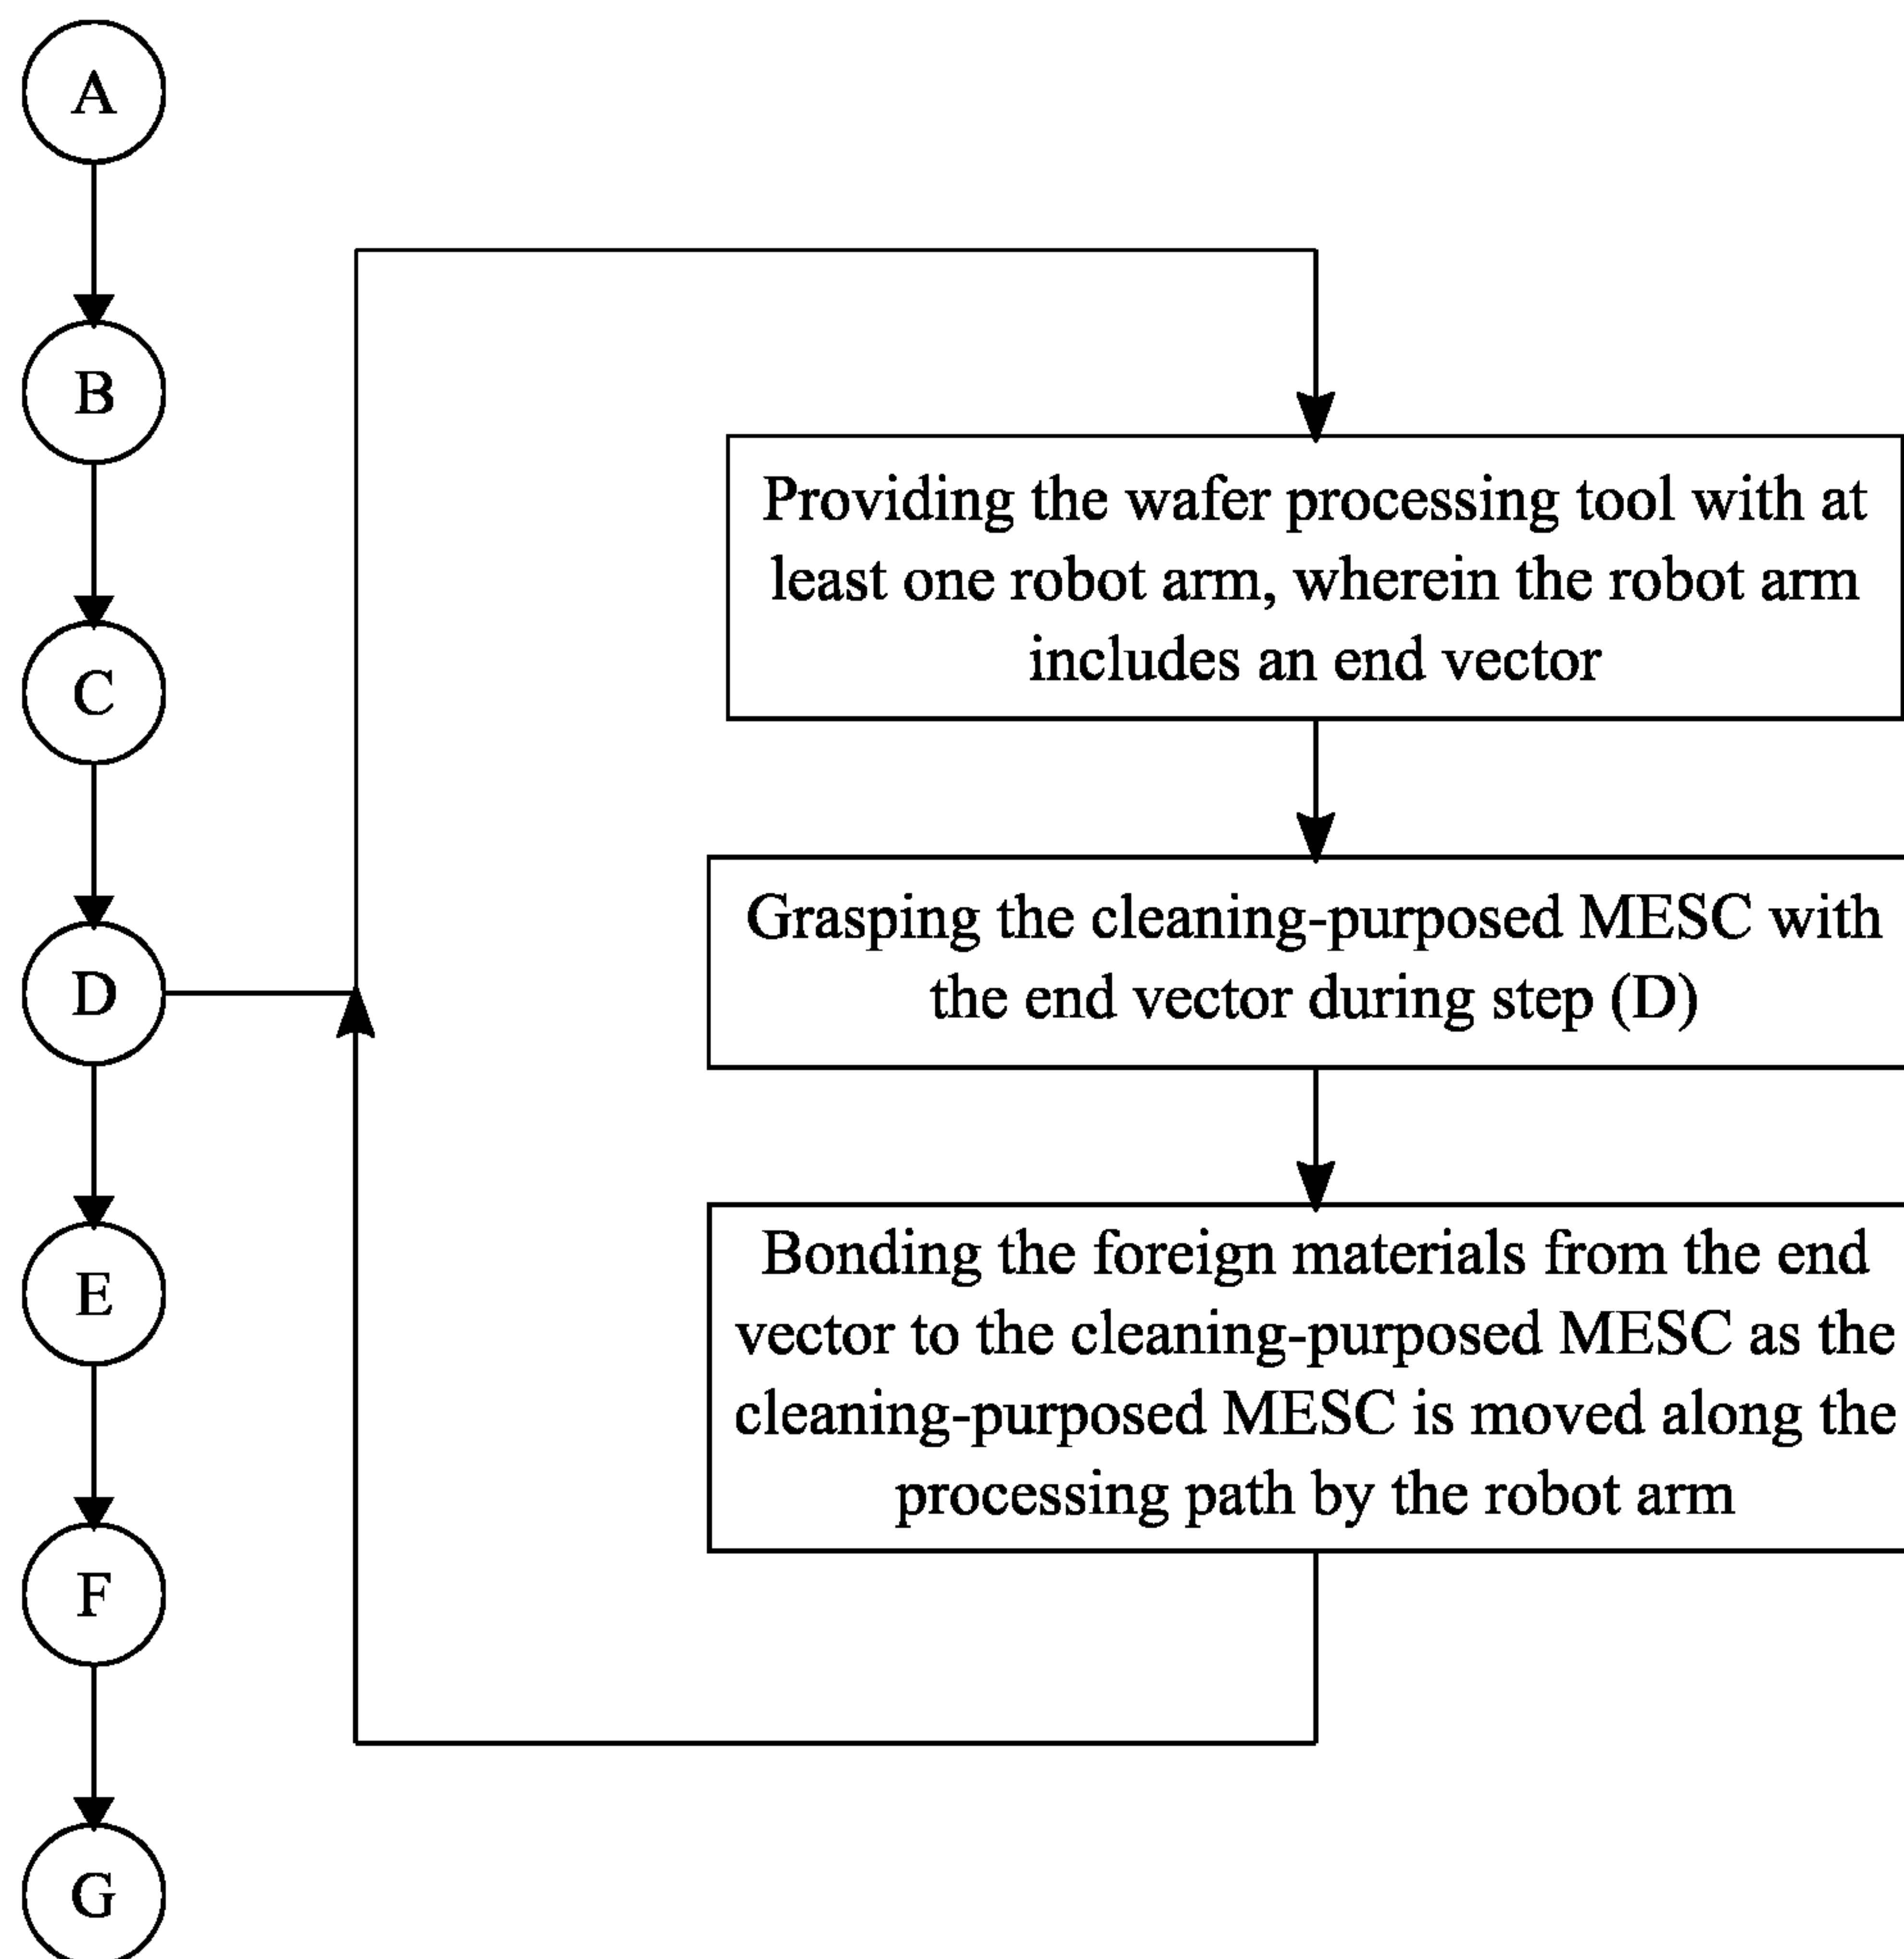 A
B
C
D
E
F
G
Providing the wafer processing tool with at
least one robot arm, wherein the robot arm
includes an end vector
Grasping the cleaning-purposed MESC with
the end vector during step (D)
Bonding the foreign materials from the end
vector to the cleaning-purposed MESC as the
cleaning-purposed MESC is moved along the
processing path by the robot arm